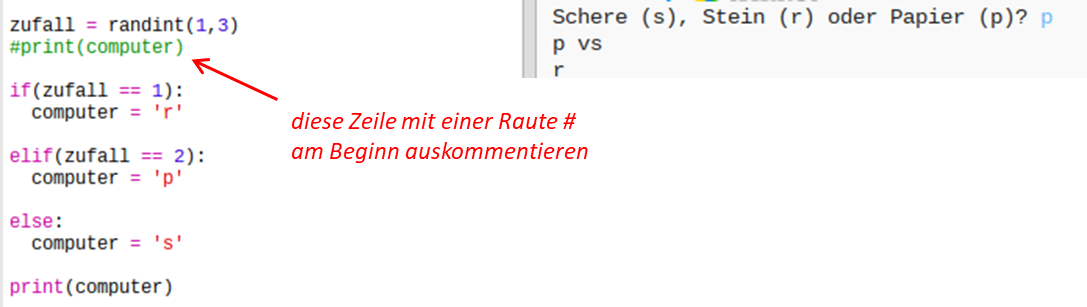 zufall = randint(1,3)
#print(computer)
if(zufall == 1):
  computer = 'r'
elif(zufall == 2):
  computer = 'p'
else:
  computer = 's'
print(computer)
diese Zeile mit einer Raute #
am Beginn auskommentieren
Schere (s), Stein (r) oder Papier (p)? p
p vs
r